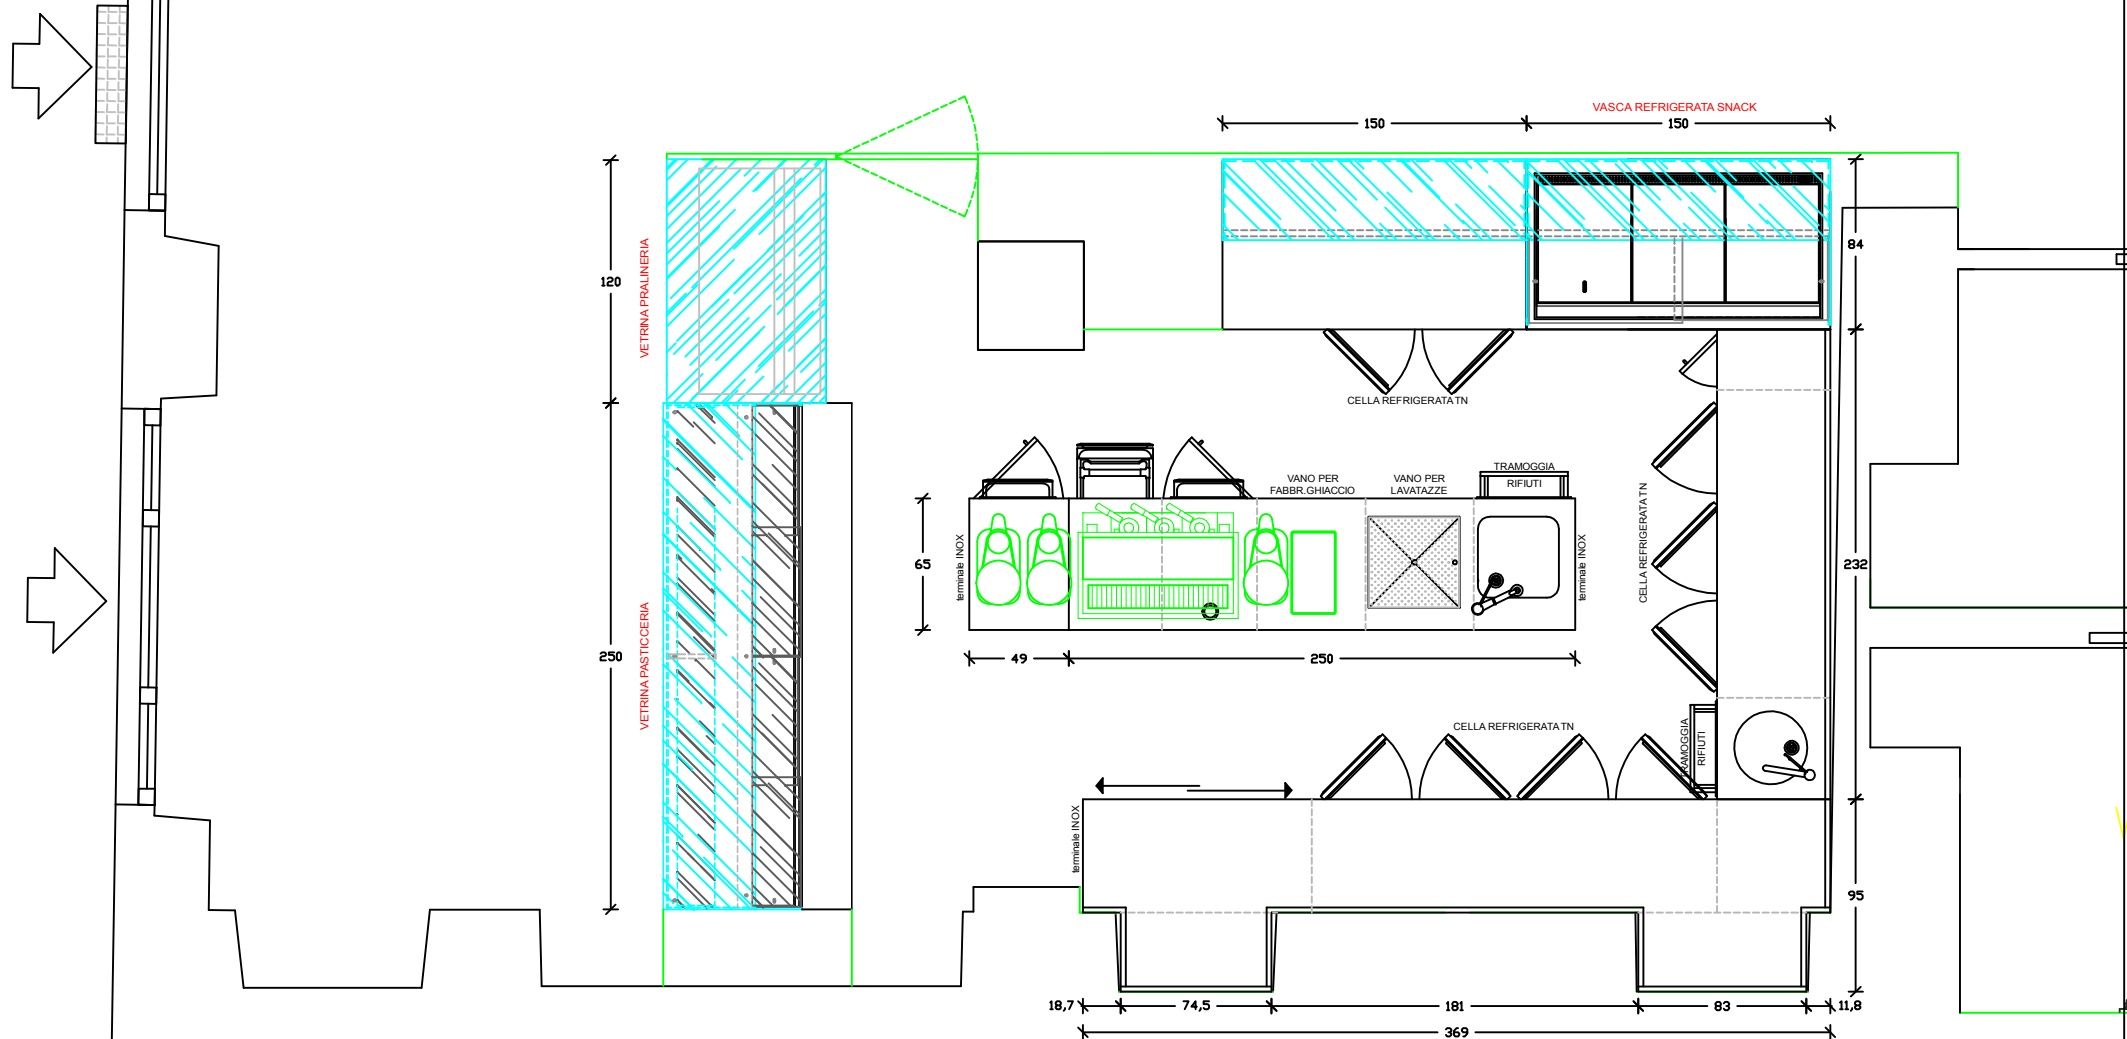 VASCA REFRIGERATA SNACK
150
150
84
120
VETRINA PRALINERIA
CELLA REFRIGERATA TN
TRAMOGGIA
RIFIUTI
VANO PER
FABBR.GHIACCIO
VANO PER
LAVATAZZE
terminale INOX
65
terminale INOX
CELLA REFRIGERATA TN
232
49
250
250
VETRINA PASTICCERIA
CELLA REFRIGERATA TN
TRAMOGGIA
RIFIUTI
terminale INOX
95
18,7
74,5
181
83
11,8
369